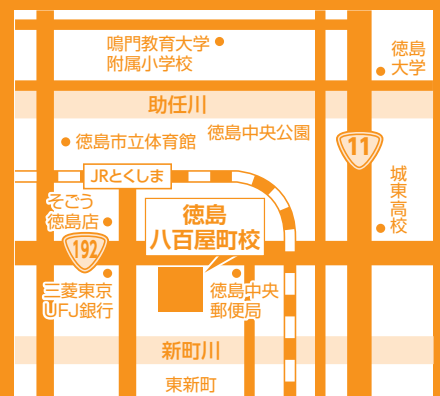 鳴門教育大学
附属小学校
徳島
大学
助任川
徳島市立体育館
徳島中央公園
11
JRとくしま
城東高校
そごう
徳島店
徳島
八百屋町校
192
三菱東京
UFJ銀行
徳島中央
郵便局
新町川
東新町